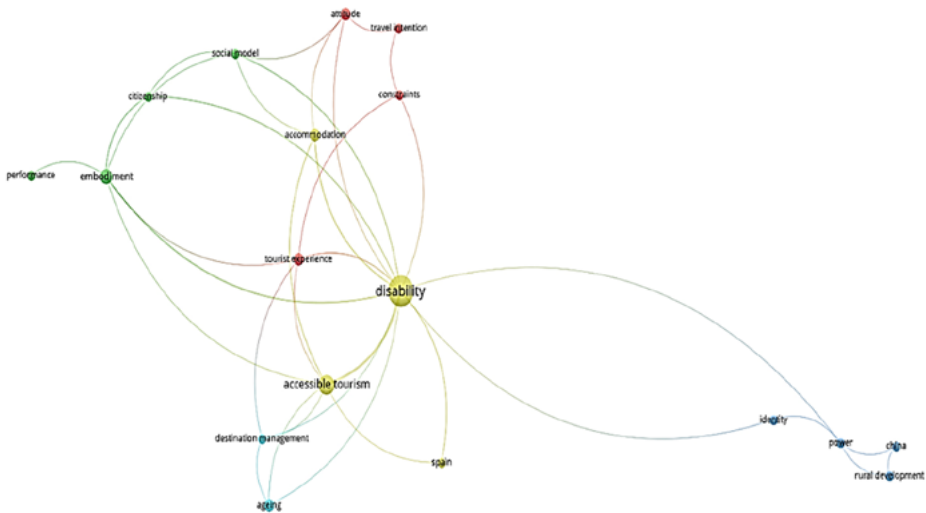 attitude
travel intention
social model
citizenship
constraints
accommodation
performance
embodiment
tourist experience
disability
accessible tourism
identity
destination management
power
china
spain
rural development
ageing